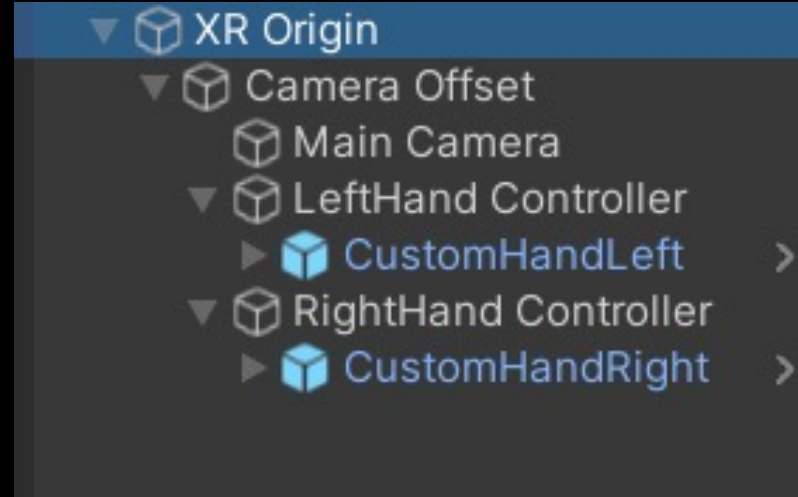 XR Origin
Camera Offset
Main Camera
LeftHand Controller
CustomHandLeft
RightHand Controller
CustomHandRight